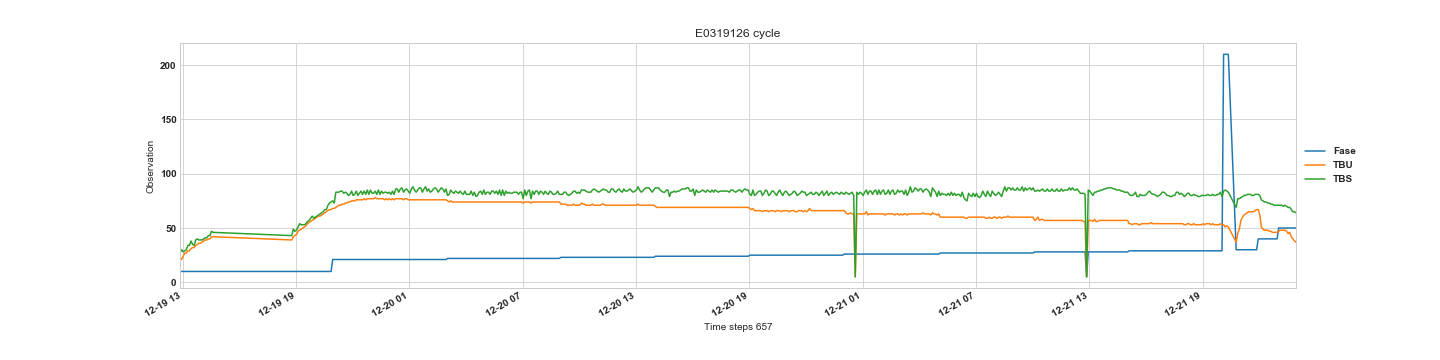 E0319126 cycle
Observation
200
150
100
50
0
12-19 13
12-19 19
12-20 01
12-20 07
12-20 13
12-20 19
12-21 01
12-21 07
12-21 13
12-21 19
Time steps 657
Fase
TBU
TBS